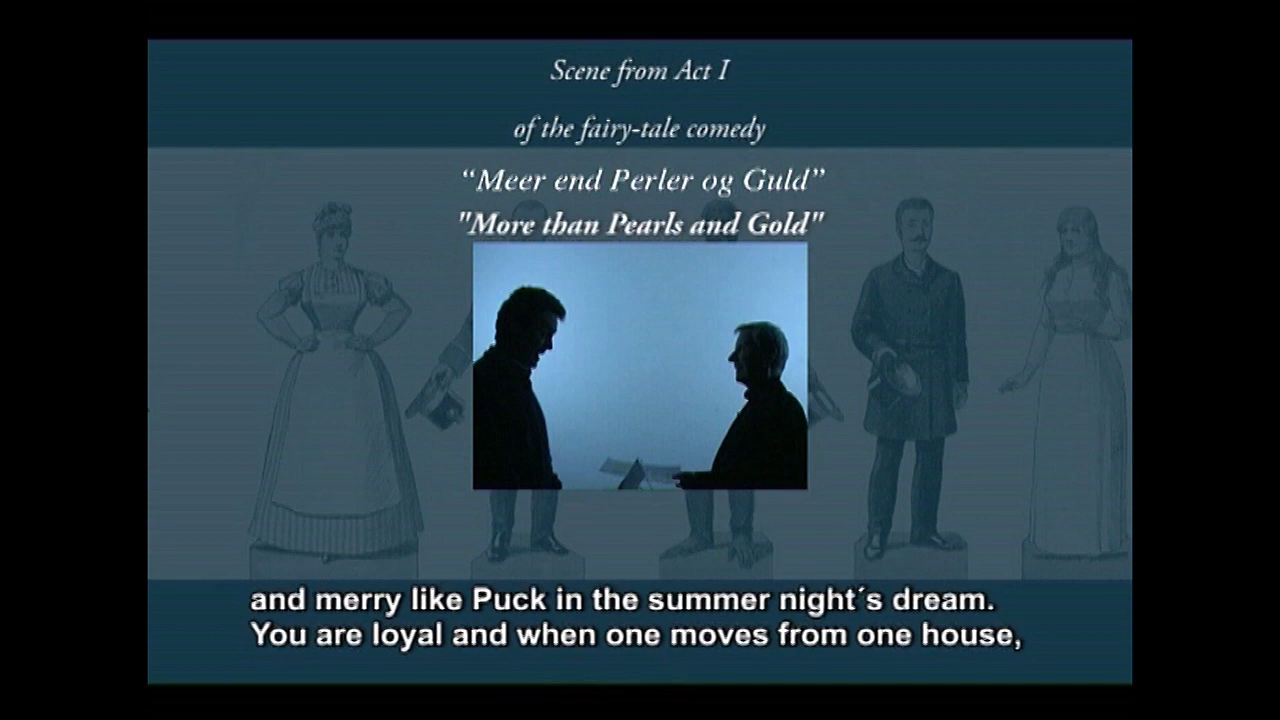 Scene from Act I
of the fairy-tale comedy
“Meer end Perler og Guld”
"More than Pearls and Gold"
and merry like Puck in the summer night´s dream.
You are loyal and when one moves from one house,